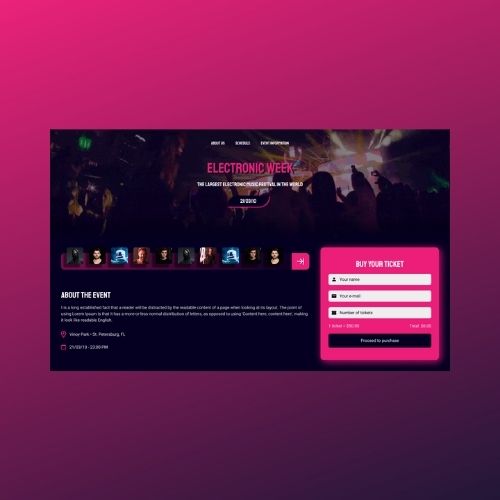 ABOUT US SCHEDULE EVENT INFORMATION
ELECTRONIC WEEK
THE LARGEST ELECTRONIC MUSIC FESTIVAL IN THE WORLD
ABOUT THE EVENT
It is a long established fact that a reader will be distracted by the readable content of a page when looking at its layout. The point of
using Lorem Ipsum is that it has a more-or-less normal distribution of letters, as opposed to using 'Content here, content here', making
it look like readable English.
Vinoy Park - St. Petersburg, FL
21/03/13 - 23:00 PM
BUY YOUR TICKET
Your name
Your e-mail
Number of tickets
1 ticket = $50.00 Total: $0.00
Proceed to purchase